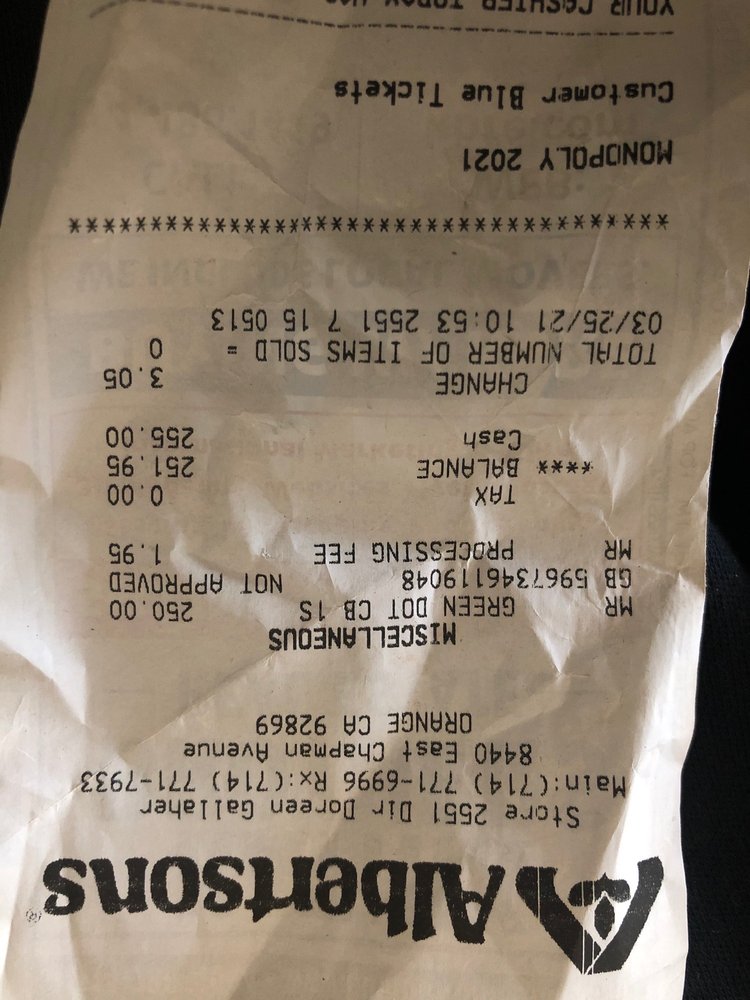 Albertsons®
Store 2551 Dir Doreen Gallaher
Main:(714) 771-6996 Rx:(714) 771-7933
8440 East Chapman Avenue
ORANGE CA 92869
MISCELLANEOUS
MR GREEN DOT CB 1S 250.00
GB 5967346119048 NOT APPROVED
MR PROCESSING FEE 1.95
TAX 0.00
**** BALANCE 251.95
Cash 255.00
CHANGE 3.05
TOTAL NUMBER OF ITEMS SOLD = 0
03/25/21 10:53 2551 7 15 0513
********************************************
MONOPOLY 2021
Customer Blue Tickets
YOUR CASHIER TODAY WAS